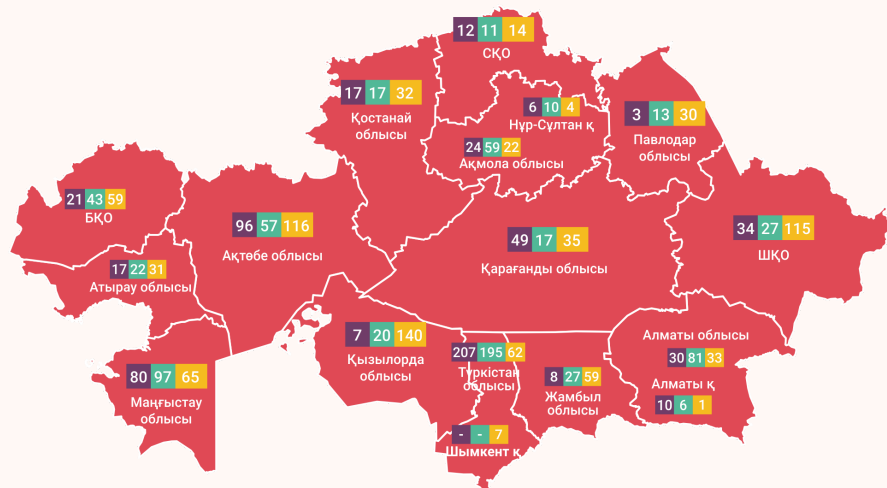 12 11 14
СҚО
17 17 32
Қостанай
облысы
6 10 4
Нұр-Сұлтан қ
3 13 30
Павлодар
облысы
24 59 22
Ақмола облысы
21 43 59
БҚО
96 57 116
Ақтөбе облысы
49 17 35
Қарағанды облысы
34 27 115
ШҚО
17 22 31
Атырау облысы
7 20 140
Қызылорда
облысы
207 195 62
Түркістан
облысы
8 27 59
Жамбыл
облысы
Алматы облысы
30 81 33
Алматы қ
10 6 1
80 97 65
Маңғыстау
облысы
- - 7
Шымкент қ